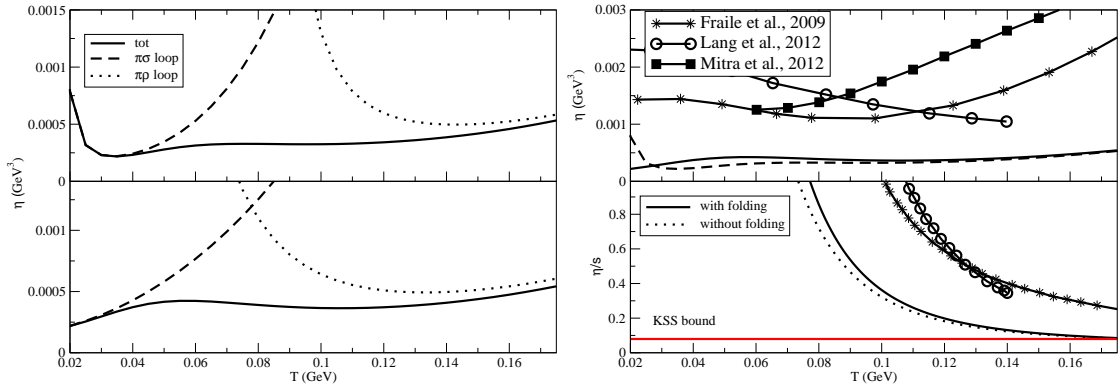 0.0015
0.001
0.0005
0
tot
πσ loop
πρ loop
η (GeV³)
0.001
0.0005
0
0.02 0.04 0.06 0.08 0.1 0.12 0.14 0.16
T (GeV)
0.003
0.002
0.001
0
η (GeV³)
Fraile et al., 2009
Lang et al., 2012
Mitra et al., 2012
0.8
0.6
0.4
0.2
0
η/s
with folding
without folding
KSS bound
0.02 0.04 0.06 0.08 0.1 0.12 0.14 0.16
T (GeV)